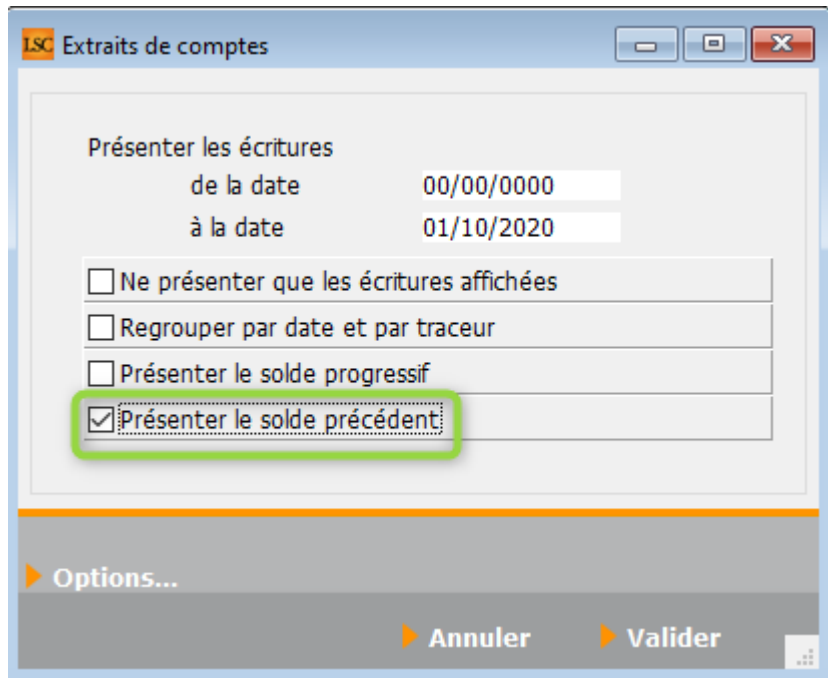 LSC Extraits de comptes
Présenter les écritures
de la date 00/00/0000
à la date 01/10/2020
Ne présenter que les écritures affichées
Regrouper par date et par traceur
Présenter le solde progressif
Présenter le solde précédent
Options...
Annuler Valider